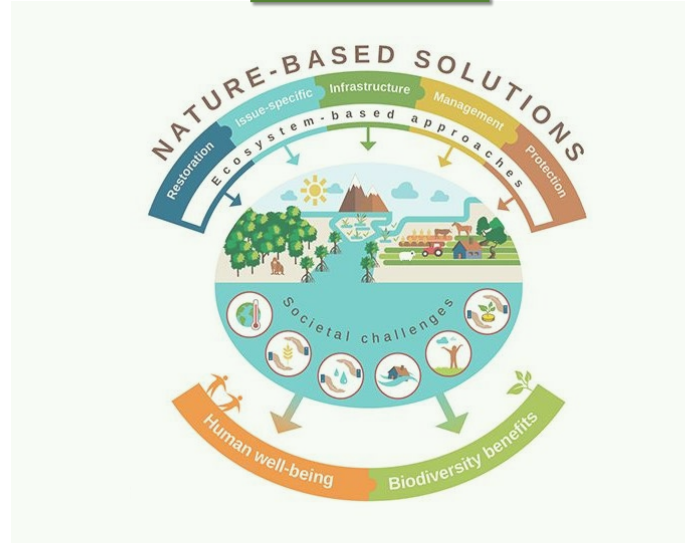 NATURE-BASED SOLUTIONS
Restoration
Issue-specific
Infrastructure
Management
Protection
Ecosystem-based approaches
Societal challenges
Human well-being
Biodiversity benefits